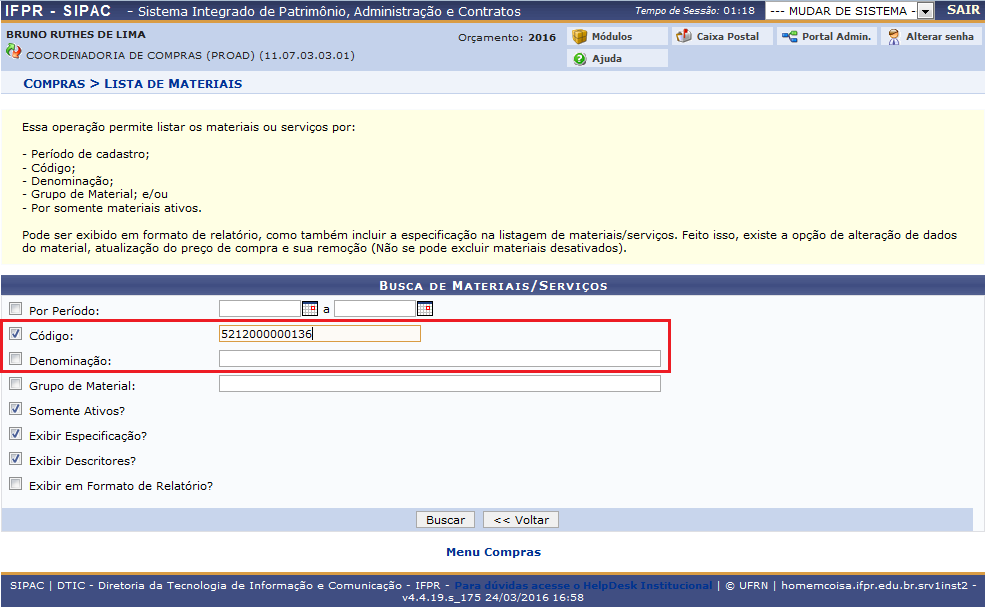 IFPR - SIPAC - Sistema Integrado de Patrimônio, Administração e Contratos Tempo de Sessão: 01:18 --- MUDAR DE SISTEMA - SAIR
BRUNO RUTHES DE LIMA Orçamento: 2016 Módulos Caixa Postal Portal Admin. Alterar senha
COORDENADORIA DE COMPRAS (PROAD) (11.07.03.03.01) Ajuda
COMPRAS > LISTA DE MATERIAIS
Essa operação permite listar os materiais ou serviços por:
- Período de cadastro;
- Código;
- Denominação;
- Grupo de Material; e/ou
- Por somente materiais ativos.
Pode ser exibido em formato de relatório, como também incluir a especificação na listagem de materiais/serviços. Feito isso, existe a opção de alteração de dados
do material, atualização do preço de compra e sua remoção (Não se pode excluir materiais desativados).
BUSCA DE MATERIAIS/SERVIÇOS
Por Período: a
Código: 5212000000136
Denominação:
Grupo de Material:
Somente Ativos?
Exibir Especificação?
Exibir Descritores?
Exibir em Formato de Relatório?
Buscar << Voltar
Menu Compras
SIPAC | DTIC - Diretoria da Tecnologia de Informação e Comunicação - IFPR - Para dúvidas acesse o HelpDesk Institucional | © UFRN | homemcoisa.ifpr.edu.br.srv1inst2 -
v4.4.19.s_175 24/03/2016 16:58